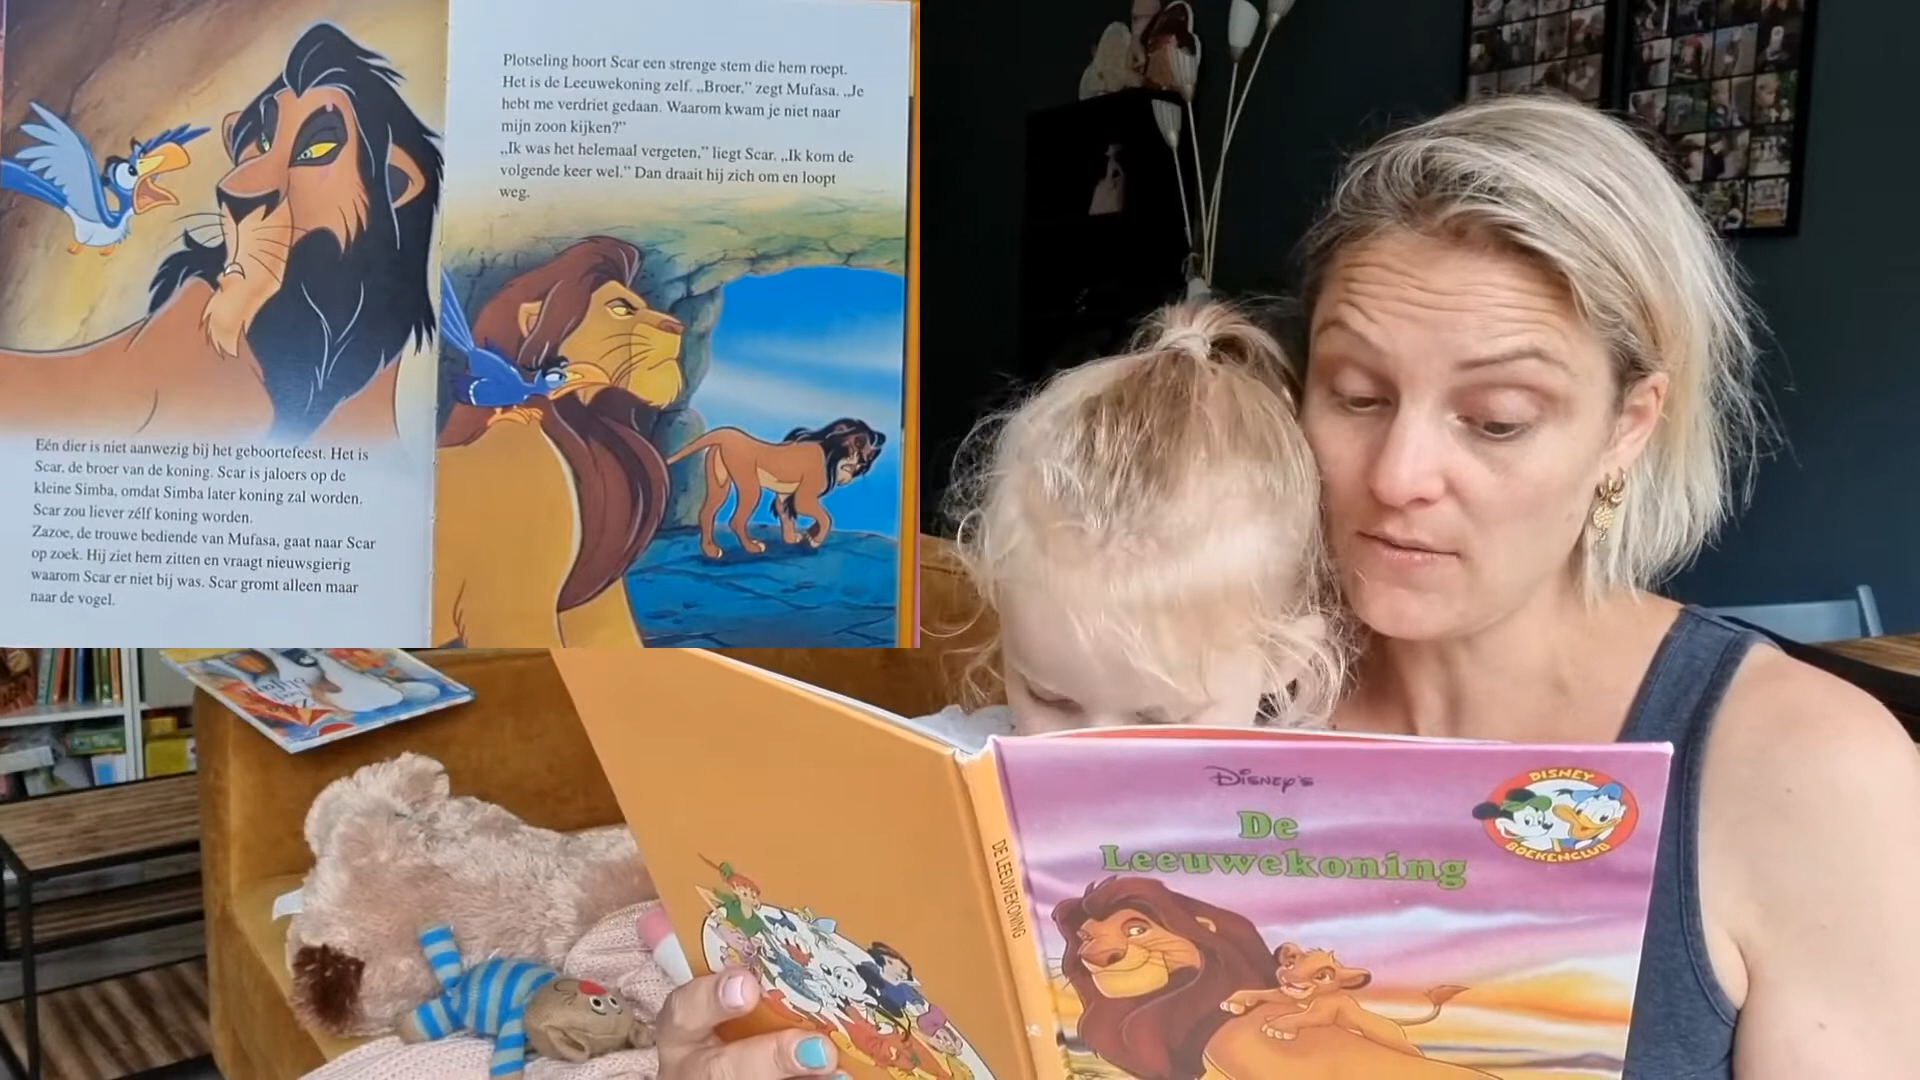 Eén dier is niet aanwezig bij het geboortefeest. Het is
Scar, de broer van de koning. Scar is jaloers op de
kleine Simba, omdat Simba later koning zal worden.
Scar zou liever zélf koning worden.
Zazoe, de trouwe bediende van Mufasa, gaat naar Scar
op zoek. Hij ziet hem zitten en vraagt nieuwsgierig
waarom Scar er niet bij was. Scar gromt alleen maar
naar de vogel.
Plotseling hoort Scar een strenge stem die hem roept.
Het is de Leeuwekoning zelf. „Broer,” zegt Mufasa. „Je
hebt me verdriet gedaan. Waarom kwam je niet naar
mijn zoon kijken?”
„Ik was het helemaal vergeten,” liegt Scar. „Ik kom de
volgende keer wel.” Dan draait hij zich om en loopt
weg.
DISNEY'S
De
Leeuwekoning
DISNEY
BOEKENCLUB
DE LEEUWEKONING